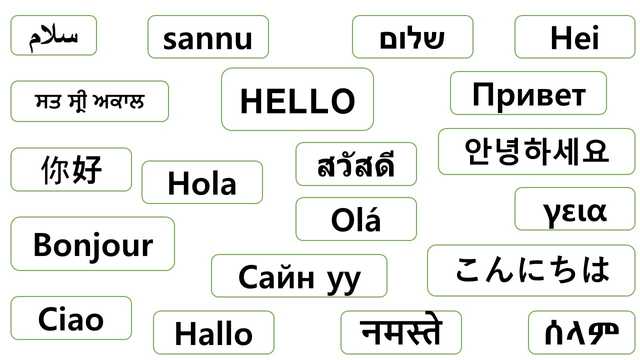 سلام
sannu
שלום
Hei
ਸਤ ਸ੍ਰੀ ਅਕਾਲ
HELLO
Привет
你好
Hola
สวัสดี
안녕하세요
Olá
γεια
Bonjour
Сайн уу
こんにちは
Ciao
Hallo
नमस्ते
ሰላም